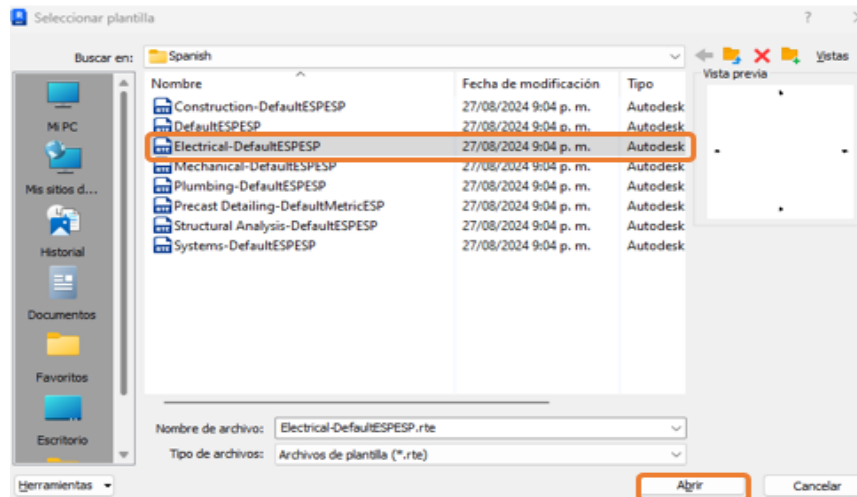 Seleccionar plantilla
Buscar en: Spanish
Vistas
Mi PC
Mis sitios d...
Historial
Documentos
Favoritos
Escritorio
Nombre Fecha de modificación Tipo
Construction-DefaultESPESP 27/08/2024 9:04 p. m. Autodesk
DefaultESPESP 27/08/2024 9:04 p. m. Autodesk
Electrical-DefaultESPESP 27/08/2024 9:04 p. m. Autodesk
Mechanical-DefaultESPESP 27/08/2024 9:04 p. m. Autodesk
Plumbing-DefaultESPESP 27/08/2024 9:04 p. m. Autodesk
Precast Detailing-DefaultMetricESP 27/08/2024 9:04 p. m. Autodesk
Structural Analysis-DefaultESPESP 27/08/2024 9:04 p. m. Autodesk
Systems-DefaultESPESP 27/08/2024 9:04 p. m. Autodesk
Vista previa
Nombre de archivo: Electrical-DefaultESPESP.rte
Tipo de archivos: Archivos de plantilla (*.rte)
Herramientas
Abrir Cancelar